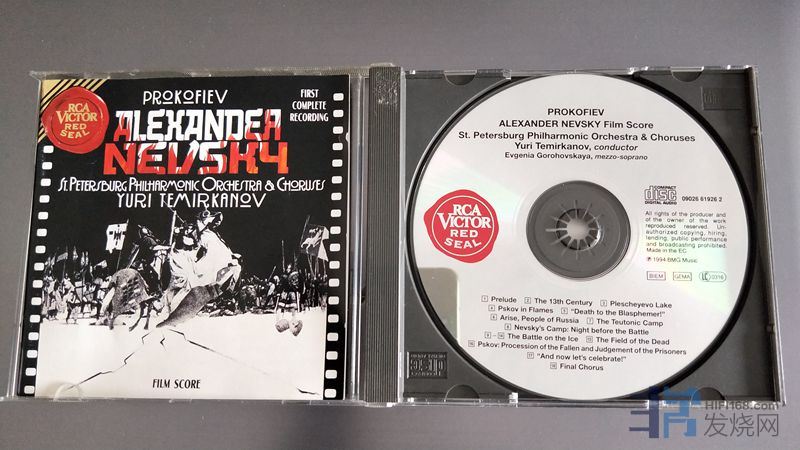 PROKOFIEV
FIRST
COMPLETE
RECORDING
RCA
VICTOR
RED
SEAL
ALEXANDER
NEVSKY
ST. PETERSBURG PHILHARMONIC ORCHESTRA & CHORUSES
YURI TEMIRKANOV
FILM SCORE
PROKOFIEV
ALEXANDER NEVSKY Film Score
St. Petersburg Philharmonic Orchestra & Choruses
Yuri Temirkanov, conductor
Evgenia Gorohovskaya, mezzo-soprano
RCA
VICTOR
RED
SEAL
COMPACT
disc
DIGITAL AUDIO
09026 61926 2
All rights of the producer and
of the owner of the work
reproduced reserved. Un-
authorized copying, hiring,
lending, public performance
and broadcasting prohibited.
Made in the EC.
℗ 1994 BMG Music
BIEM
GEMA
LC 0316
1 Prelude 2 The 13th Century 3 Plescheyevo Lake
4 Pskov in Flames 5 "Death to the Blasphemer!"
6 Arise, People of Russia 7 The Teutonic Camp
8 Nevsky's Camp: Night before the Battle
9 – 14 The Battle on the Ice 15 The Field of the Dead
16 Pskov: Procession of the Fallen and Judgement of the Prisoners
17 "And now let's celebrate!"
18 Final Chorus
HIFI168.com
发烧网